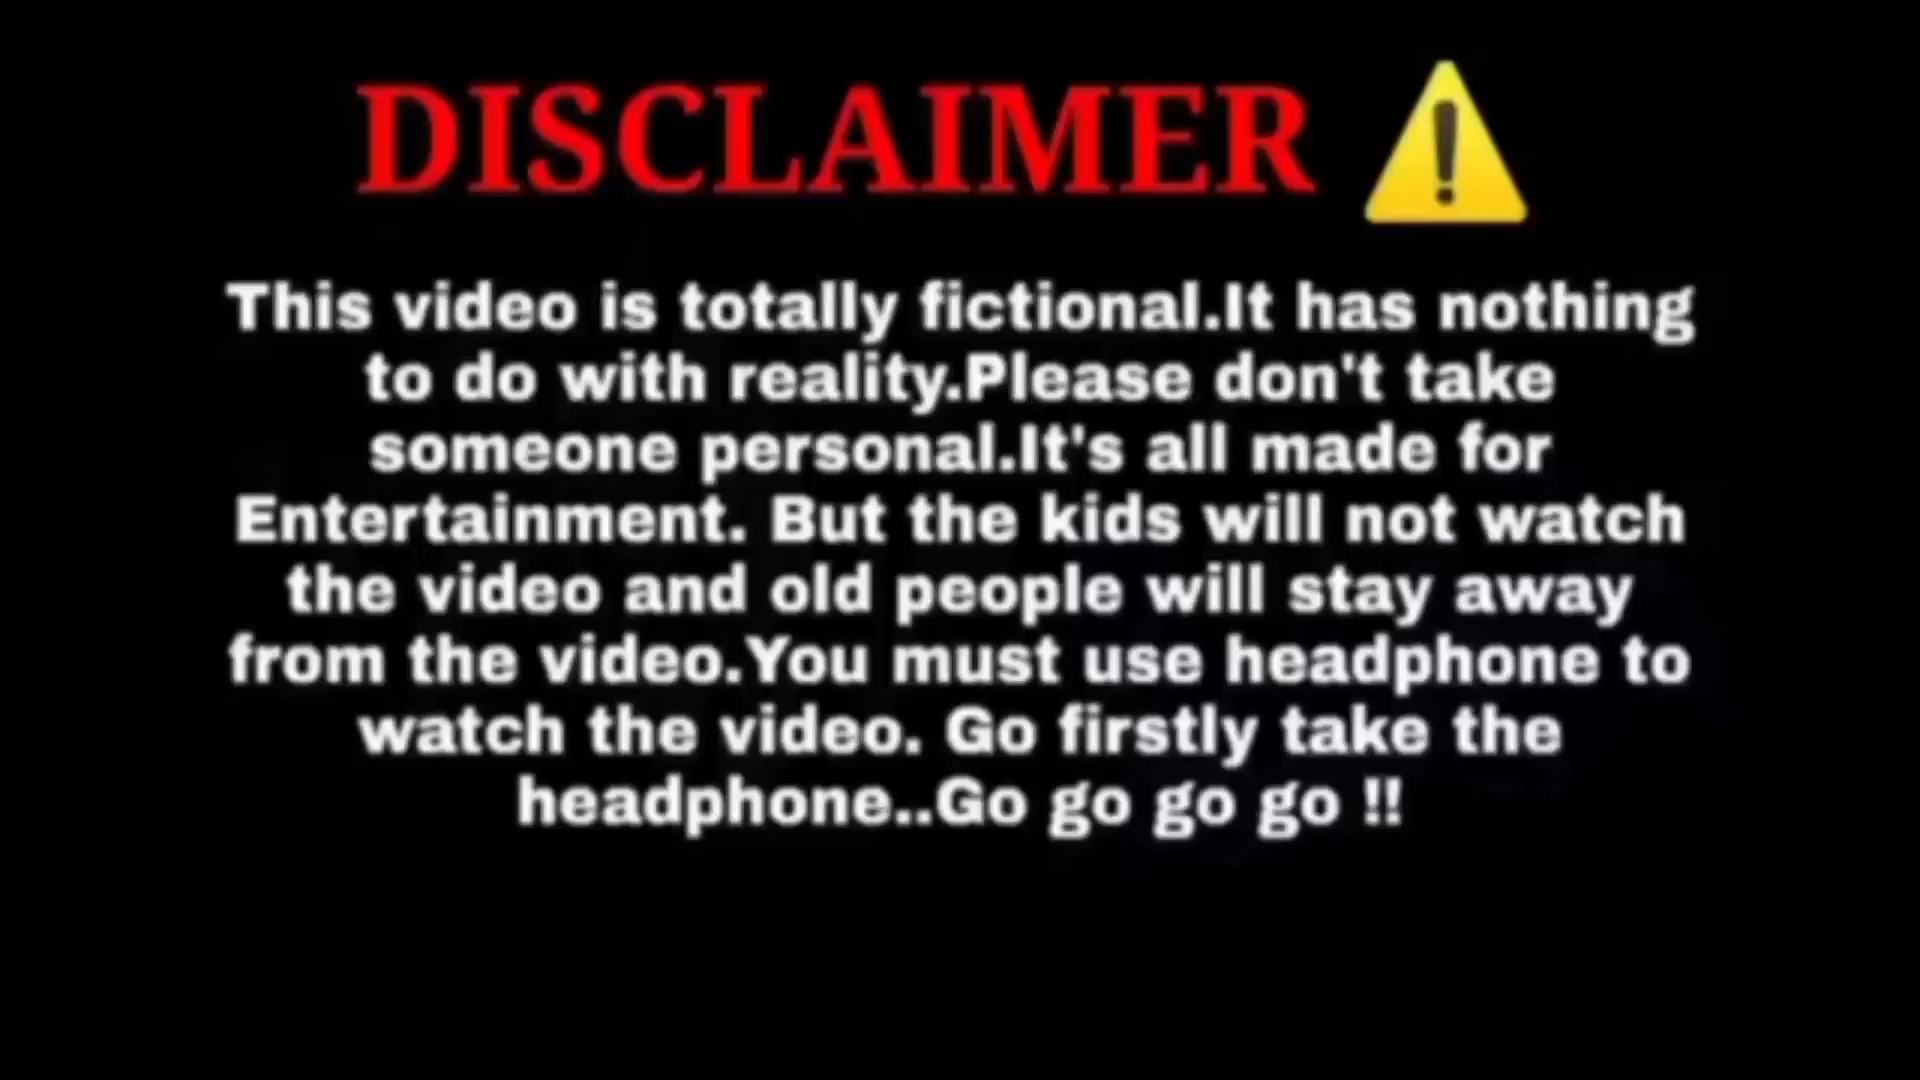 DISCLAIMER ⚠️
This video is totally fictional.It has nothing
to do with reality.Please don't take
someone personal.It's all made for
Entertainment. But the kids will not watch
the video and old people will stay away
from the video.You must use headphone to
watch the video. Go firstly take the
headphone..Go go go go !!